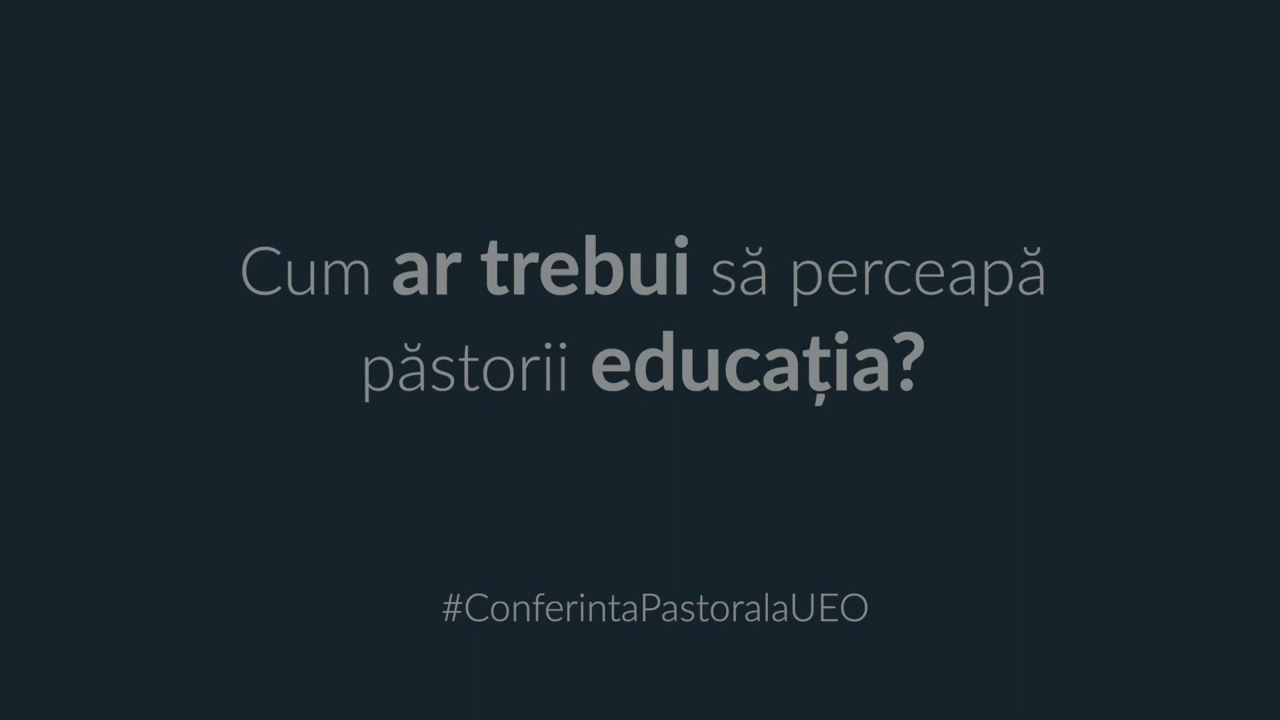 Cum ar trebui să perceapă
păstorii educația?
#ConferintaPastoralaUEO